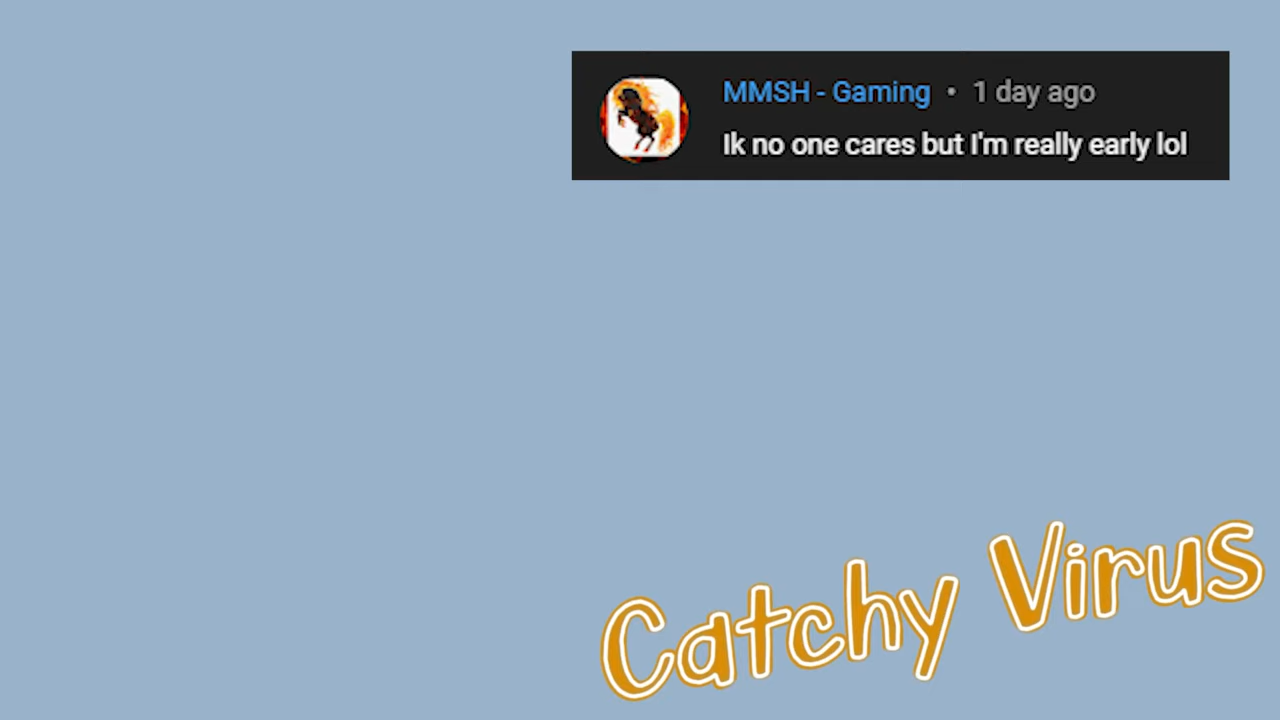 MMSH - Gaming • 1 day ago
Ik no one cares but I'm really early lol
Catchy Virus